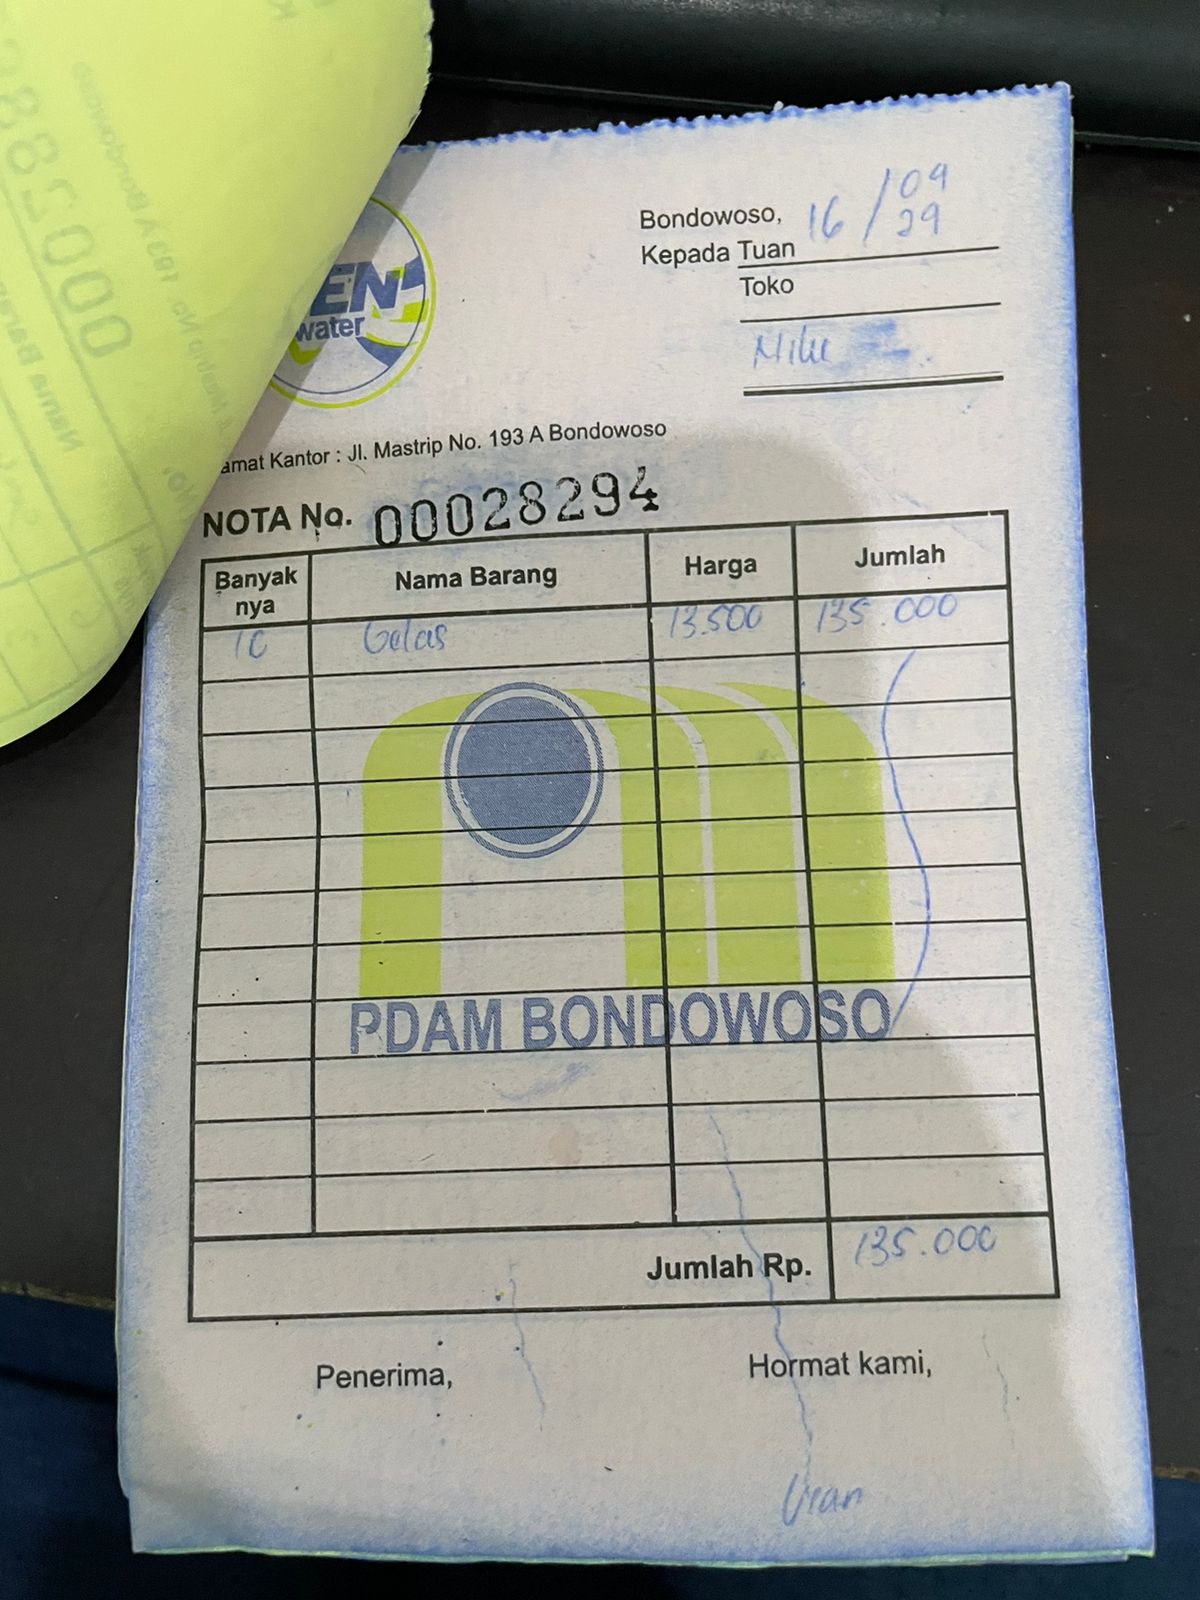 Bondowoso, 16 / 09
Kepada Tuan 29
Toko
EN
water
amat Kantor : Jl. Mastrip No. 193 A Bondowoso
NOTA No. 00028294
Banyak nya Nama Barang Harga Jumlah
10 Gelas 13.500 135.000
PDAM BONDOWOSO
Jumlah Rp. 135.000
Penerima, Hormat kami,